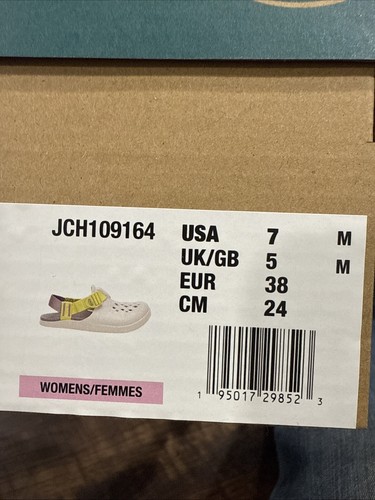 JCH109164
USA 7 M
UK/GB 5 M
EUR 38
CM 24
WOMENS/FEMMES
1 95017 29852 3